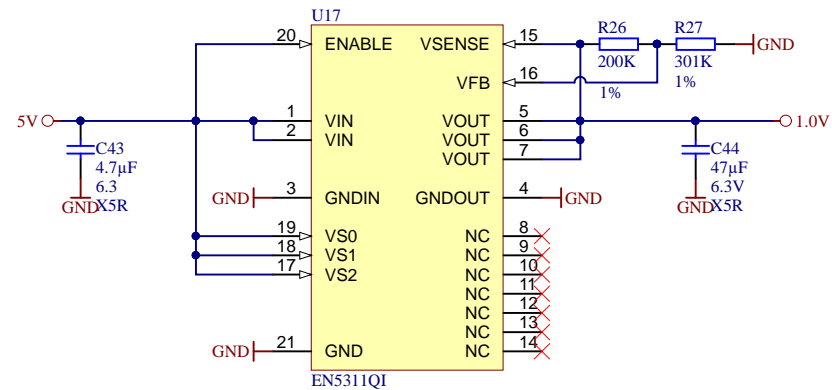 U17
20 ENABLE VSENSE 15 R26 R27 GND
200K 301K
VFB 16
1% 1%
5V 1 VIN VOUT 5 1.0V
2 VIN VOUT 6
VOUT 7
C43 C44
4.7µF 47µF
6.3 6.3V
X5R X5R
GND GND
GND 3 GNDIN GNDOUT 4 GND
19 VS0 NC 8
18 VS1 NC 9
17 VS2 NC 10
NC 11
NC 12
NC 13
GND 21 GND NC 14
EN5311QI